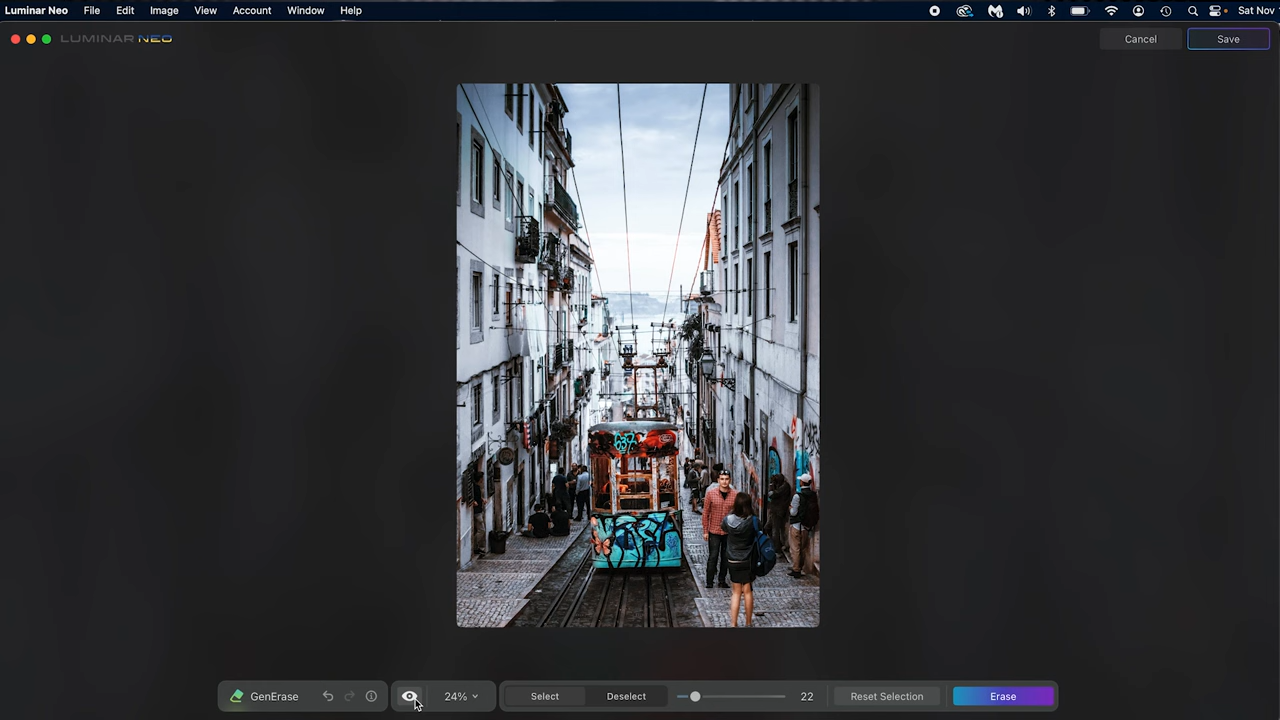 Luminar Neo File Edit Image View Account Window Help Sat Nov
LUMINAR NEO Cancel Save
637
GenErase 24% Select Deselect 22 Reset Selection Erase